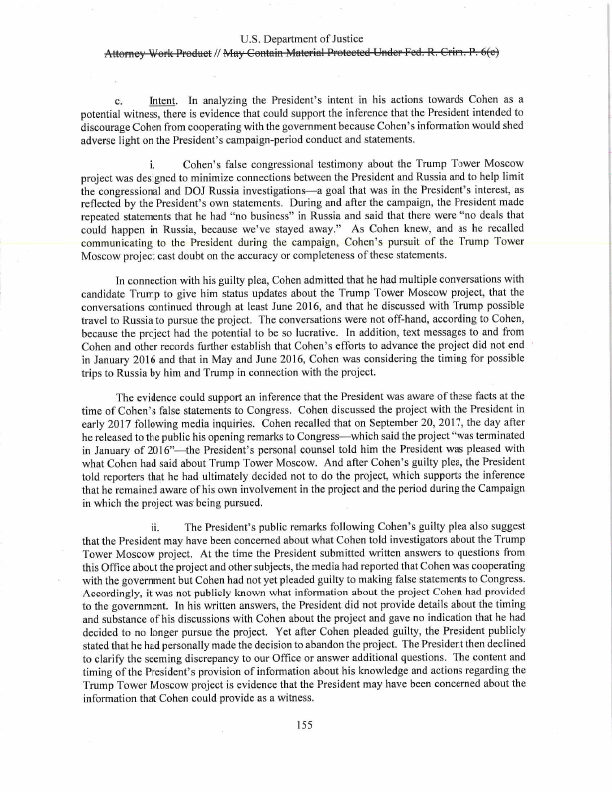 U.S. Department of Justice
Attorney Work Product // May Contain Material Protected Under Fed. R. Crim. P. 6(e)
c. Intent. In analyzing the President's intent in his actions towards Cohen as a
potential witness, there is evidence that could support the inference that the President intended to
discourage Cohen from cooperating with the government because Cohen's information would shed
adverse light on the President's campaign-period conduct and statements.
i. Cohen's false congressional testimony about the Trump Tower Moscow
project was designed to minimize connections between the President and Russia and to help limit
the congressional and DOJ Russia investigations—a goal that was in the President's interest, as
reflected by the President's own statements. During and after the campaign, the President made
repeated statements that he had "no business" in Russia and said that there were "no deals that
could happen in Russia, because we've stayed away." As Cohen knew, and as he recalled
communicating to the President during the campaign, Cohen's pursuit of the Trump Tower
Moscow project cast doubt on the accuracy or completeness of these statements.
In connection with his guilty plea, Cohen admitted that he had multiple conversations with
candidate Trump to give him status updates about the Trump Tower Moscow project, that the
conversations continued through at least June 2016, and that he discussed with Trump possible
travel to Russia to pursue the project. The conversations were not off-hand, according to Cohen,
because the project had the potential to be so lucrative. In addition, text messages to and from
Cohen and other records further establish that Cohen's efforts to advance the project did not end
in January 2016 and that in May and June 2016, Cohen was considering the timing for possible
trips to Russia by him and Trump in connection with the project.
The evidence could support an inference that the President was aware of these facts at the
time of Cohen's false statements to Congress. Cohen discussed the project with the President in
early 2017 following media inquiries. Cohen recalled that on September 20, 2017, the day after
he released to the public his opening remarks to Congress—which said the project "was terminated
in January of 2016"—the President's personal counsel told him the President was pleased with
what Cohen had said about Trump Tower Moscow. And after Cohen's guilty plea, the President
told reporters that he had ultimately decided not to do the project, which supports the inference
that he remained aware of his own involvement in the project and the period during the Campaign
in which the project was being pursued.
ii. The President's public remarks following Cohen's guilty plea also suggest
that the President may have been concerned about what Cohen told investigators about the Trump
Tower Moscow project. At the time the President submitted written answers to questions from
this Office about the project and other subjects, the media had reported that Cohen was cooperating
with the government but Cohen had not yet pleaded guilty to making false statements to Congress.
Accordingly, it was not publicly known what information about the project Cohen had provided
to the government. In his written answers, the President did not provide details about the timing
and substance of his discussions with Cohen about the project and gave no indication that he had
decided to no longer pursue the project. Yet after Cohen pleaded guilty, the President publicly
stated that he had personally made the decision to abandon the project. The President then declined
to clarify the seeming discrepancy to our Office or answer additional questions. The content and
timing of the President's provision of information about his knowledge and actions regarding the
Trump Tower Moscow project is evidence that the President may have been concerned about the
information that Cohen could provide as a witness.
155